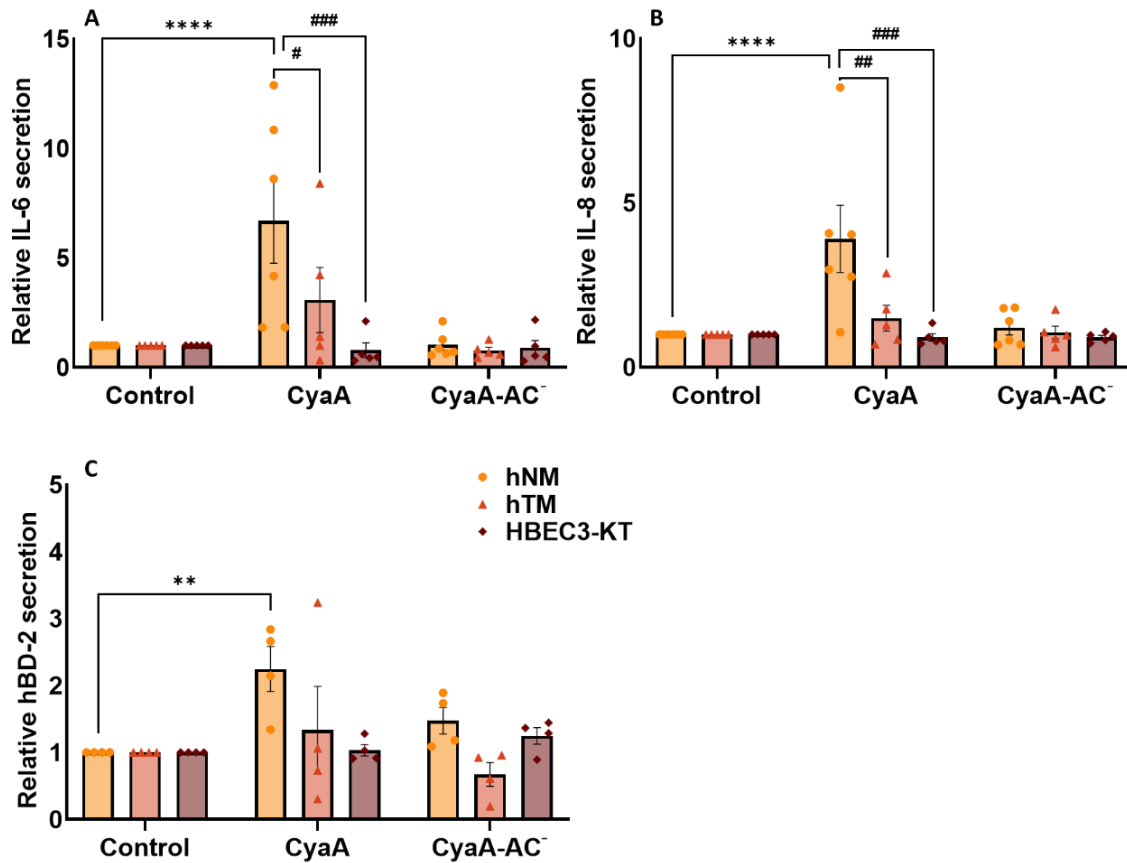 A
Relative IL-6 secretion
15
10
5
0
****
###
#
Control CyaA CyaA-AC⁻
B
Relative IL-8 secretion
10
5
0
****
###
##
Control CyaA CyaA-AC⁻
C
Relative hBD-2 secretion
5
4
3
2
1
0
**
Control CyaA CyaA-AC⁻
hNM
hTM
HBEC3-KT